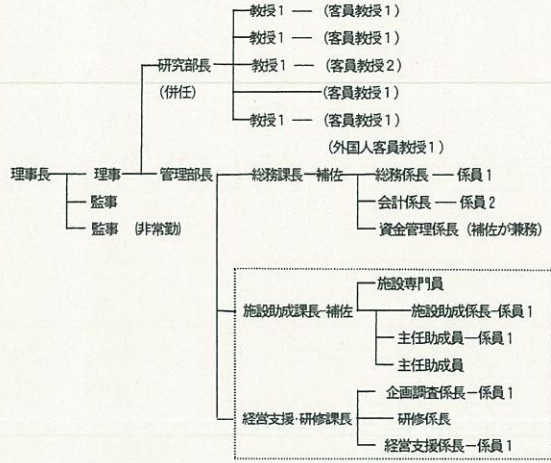 教授1 ― (客員教授1)
教授1 ― (客員教授1)
研究部長 教授1 ― (客員教授2)
(併任) (客員教授1)
教授1 ― (客員教授1)
(外国人客員教授1)
理事長 理事 管理部長 総務課長 ― 補佐 総務係長 ― 係員1
監事 会計係長 ― 係員2
監事 (非常勤) 資金管理係長 (補佐が兼務)
施設専門員
施設助成課長 ― 補佐 施設助成係長 ― 係員1
主任助成員 ― 係員1
主任助成員
企画調査係長 ― 係員1
経営支援・研修課長 研修係長
経営支援係長 ― 係員1